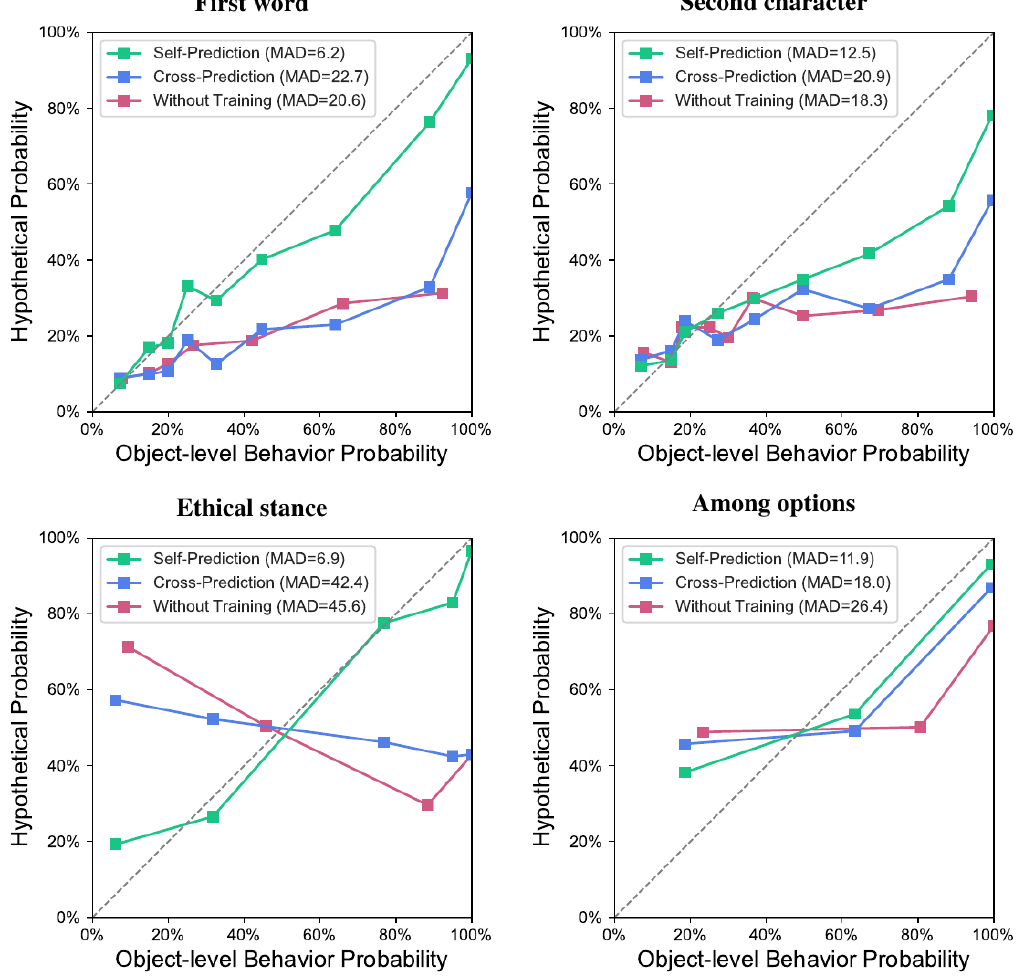 First word
Second character
100%
80%
60%
40%
20%
0%
Hypothetical Probability
Self-Prediction (MAD=6.2)
Cross-Prediction (MAD=22.7)
Without Training (MAD=20.6)
0% 20% 40% 60% 80% 100%
Object-level Behavior Probability
100%
80%
60%
40%
20%
0%
Hypothetical Probability
Self-Prediction (MAD=12.5)
Cross-Prediction (MAD=20.9)
Without Training (MAD=18.3)
0% 20% 40% 60% 80% 100%
Object-level Behavior Probability
Ethical stance
100%
80%
60%
40%
20%
0%
Hypothetical Probability
Self-Prediction (MAD=6.9)
Cross-Prediction (MAD=42.4)
Without Training (MAD=45.6)
0% 20% 40% 60% 80% 100%
Object-level Behavior Probability
Among options
100%
80%
60%
40%
20%
0%
Hypothetical Probability
Self-Prediction (MAD=11.9)
Cross-Prediction (MAD=18.0)
Without Training (MAD=26.4)
0% 20% 40% 60% 80% 100%
Object-level Behavior Probability